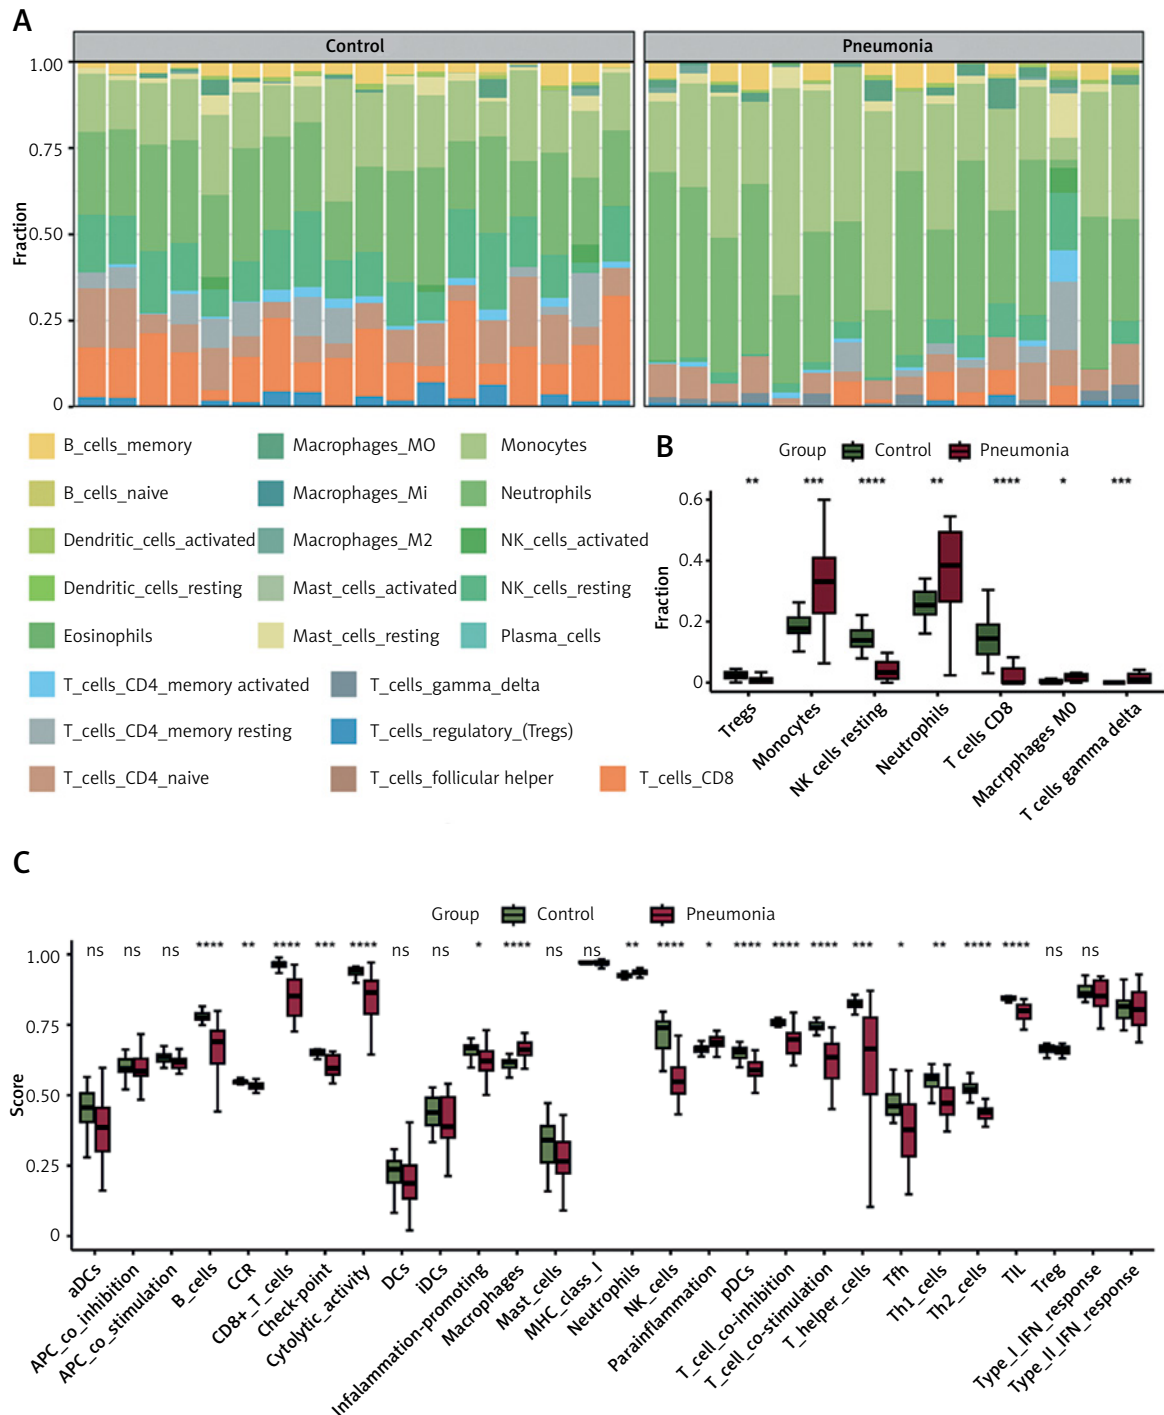 A
Control Pneumonia
1.00
0.75
0.50
0.25
0
Fraction
B_cells_memory Macrophages_MO Monocytes
B_cells_naive Macrophages_Mi Neutrophils
Dendritic_cells_activated Macrophages_M2 NK_cells_activated
Dendritic_cells_resting Mast_cells_activated NK_cells_resting
Eosinophils Mast_cells_resting Plasma_cells
T_cells_CD4_memory activated T_cells_gamma_delta
T_cells_CD4_memory resting T_cells_regulatory_(Tregs)
T_cells_CD4_naive T_cells_follicular helper T_cells_CD8
B
Group Control Pneumonia
** *** **** ** **** * ***
0.6
0.4
0.2
0
Fraction
Tregs
Monocytes
NK cells resting
Neutrophils
T cells CD8
Macrpphages M0
T cells gamma delta
C
Group Control Pneumonia
ns ns ns **** ** **** *** **** ns ns * **** ns ns ** **** * **** **** **** *** * ** **** **** ns ns
1.00
0.75
0.50
0.25
0
Score
aDCs
APC_co_inhibition
APC_co_stimulation
B_cells
CCR
CD8+_T_cells
Check-point
Cytolytic_activity
DCs
iDCs
Infalammation-promoting
Macrophages
Mast_cells
MHC_class_I
Neutrophils
NK_cells
Parainflammation
pDCs
T_cell_co-inhibition
T_cell_co-stimulation
T_helper_cells
Tfh
Th1_cells
Th2_cells
TIL
Treg
Type_I_IFN_response
Type_II_IFN_response